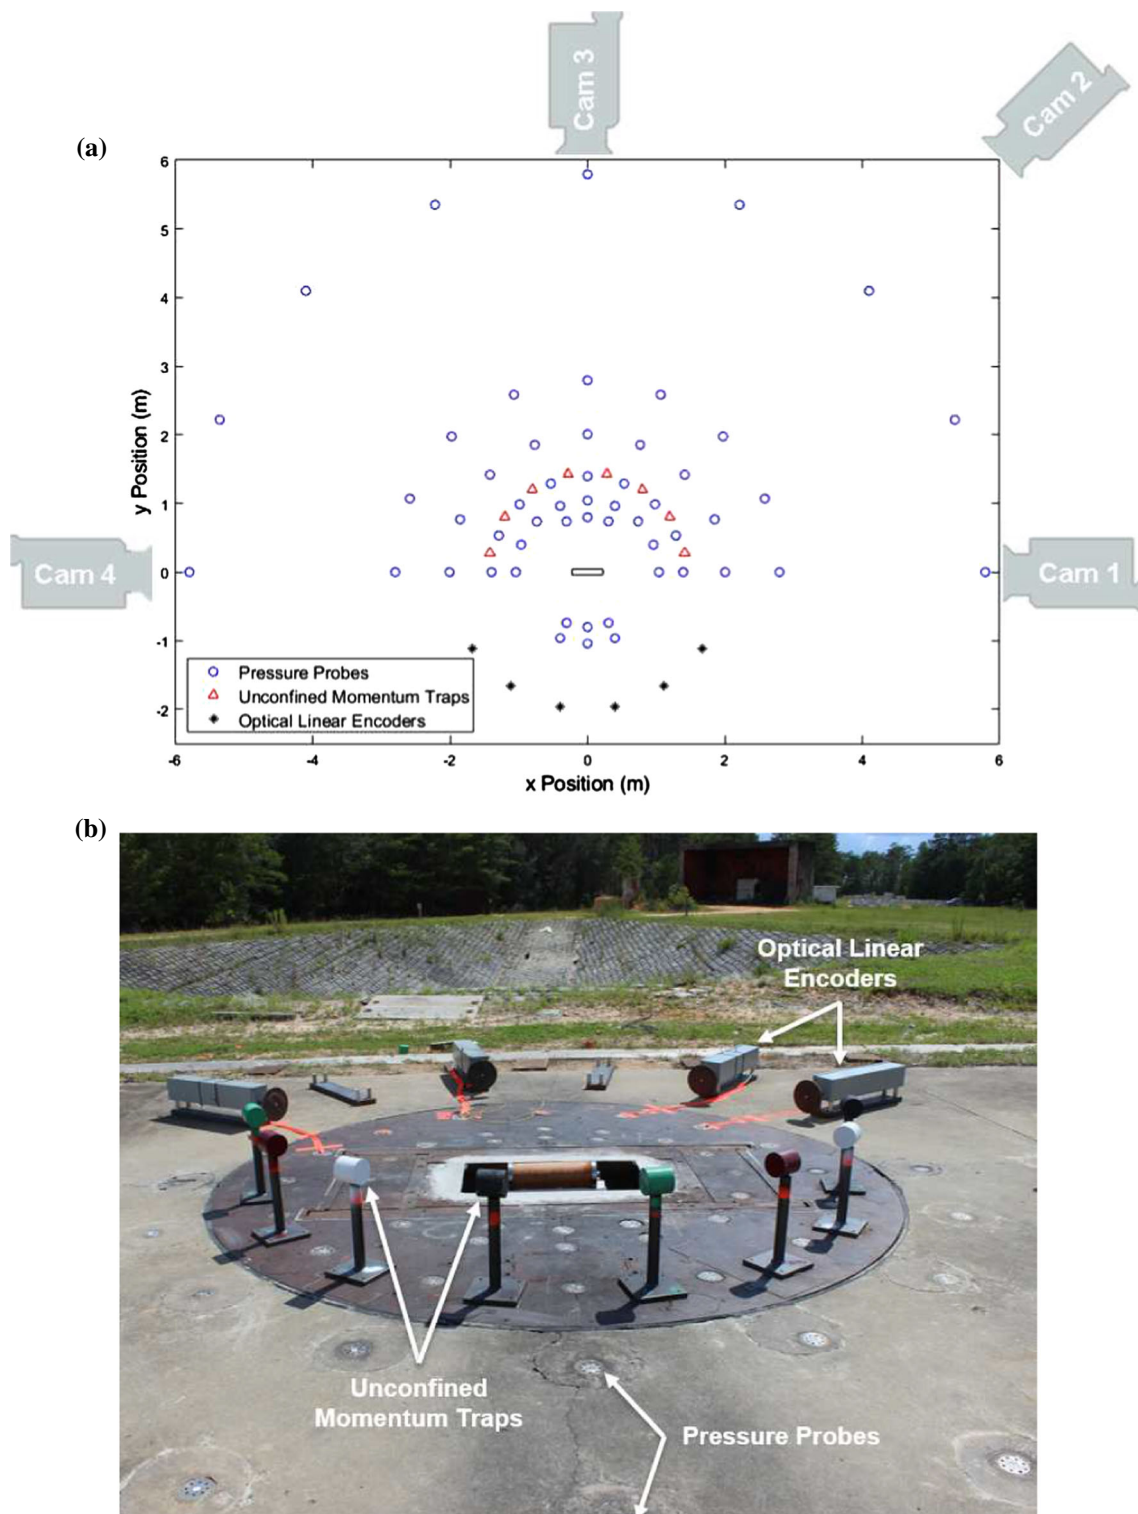 Cam 3
Cam 2
(a)
6
5
4
3
2
1
0
-1
-2
y Position (m)
Cam 4
Cam 1
Pressure Probes
Unconfined Momentum Traps
Optical Linear Encoders
-6 -4 -2 0 2 4 6
x Position (m)
(b)
Optical Linear
Encoders
Unconfined
Momentum Traps
Pressure Probes